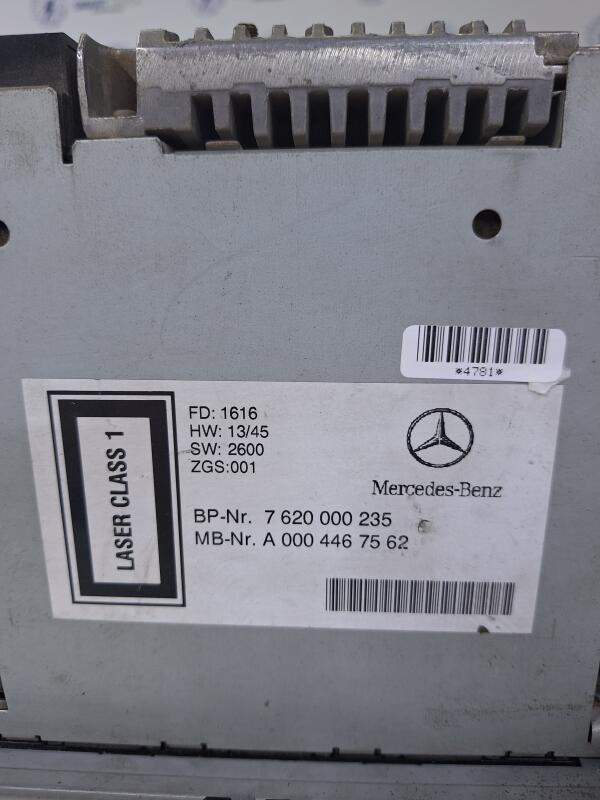 *4781*
FD: 1616
HW: 13/45
SW: 2600
ZGS:001
LASER CLASS 1
Mercedes-Benz
BP-Nr. 7 620 000 235
MB-Nr. A 000 446 75 62